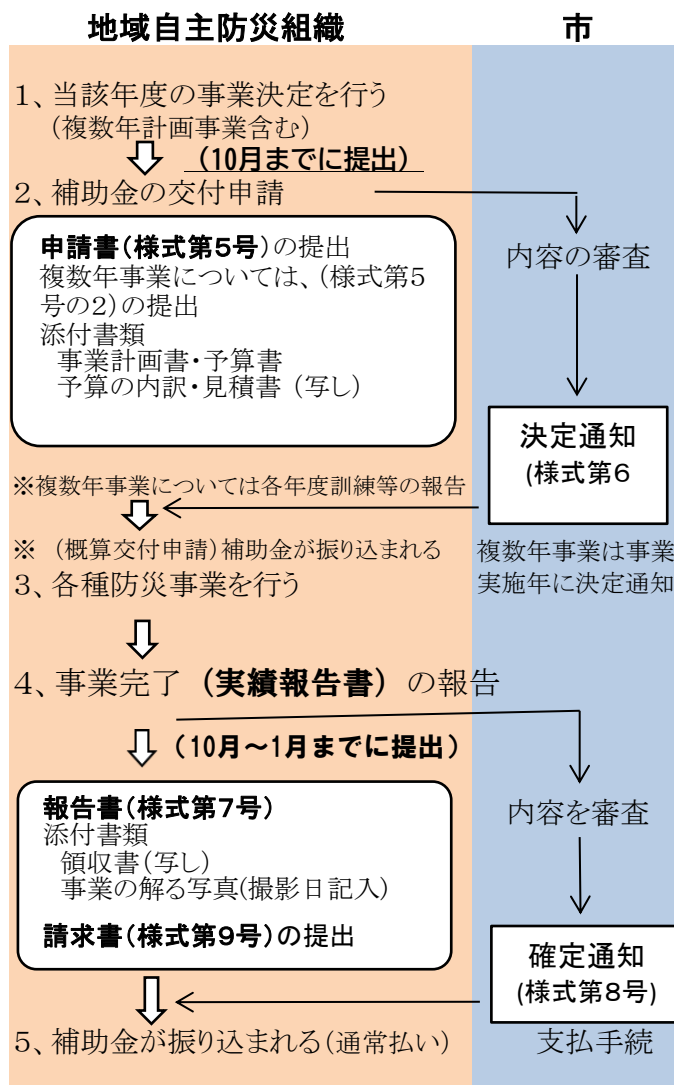 地域自主防災組織
市
1、当該年度の事業決定を行う
(複数年計画事業含む)
(10月までに提出)
2、補助金の交付申請
内容の審査
申請書(様式第5号)の提出
複数年事業については、(様式第5
号の2)の提出
添付書類
事業計画書・予算書
予算の内訳・見積書 (写し)
決定通知
(様式第6
※複数年事業については各年度訓練等の報告
※ (概算交付申請)補助金が振り込まれる
複数年事業は事業
実施年に決定通知
3、各種防災事業を行う
4、事業完了 (実績報告書) の報告
(10月~1月までに提出)
内容を審査
報告書(様式第7号)
添付書類
領収書(写し)
事業の解る写真(撮影日記入)
請求書(様式第9号)の提出
確定通知
(様式第8号)
5、補助金が振り込まれる(通常払い)
支払手続